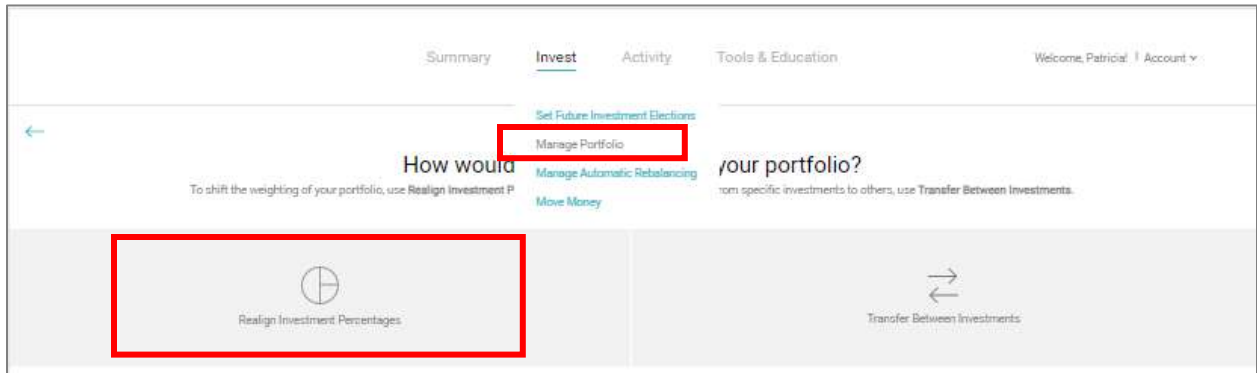 Summary Invest Activity Tools & Education Welcome, Patricia! | Account
Set Future Investment Elections
Manage Portfolio
Manage Automatic Rebalancing
Move Money
How would your portfolio?
To shift the weighting of your portfolio, use Realign Investment P rom specific investments to others, use Transfer Between Investments.
Realign Investment Percentages
Transfer Between Investments